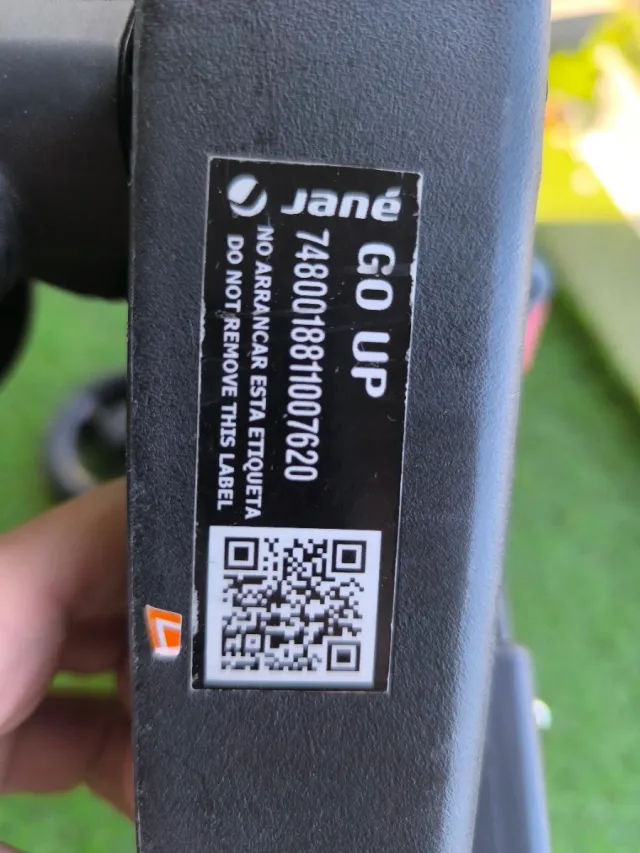 Jané
GO UP
7480018811007620
NO ARRANCAR ESTA ETIQUETA
DO NOT REMOVE THIS LABEL